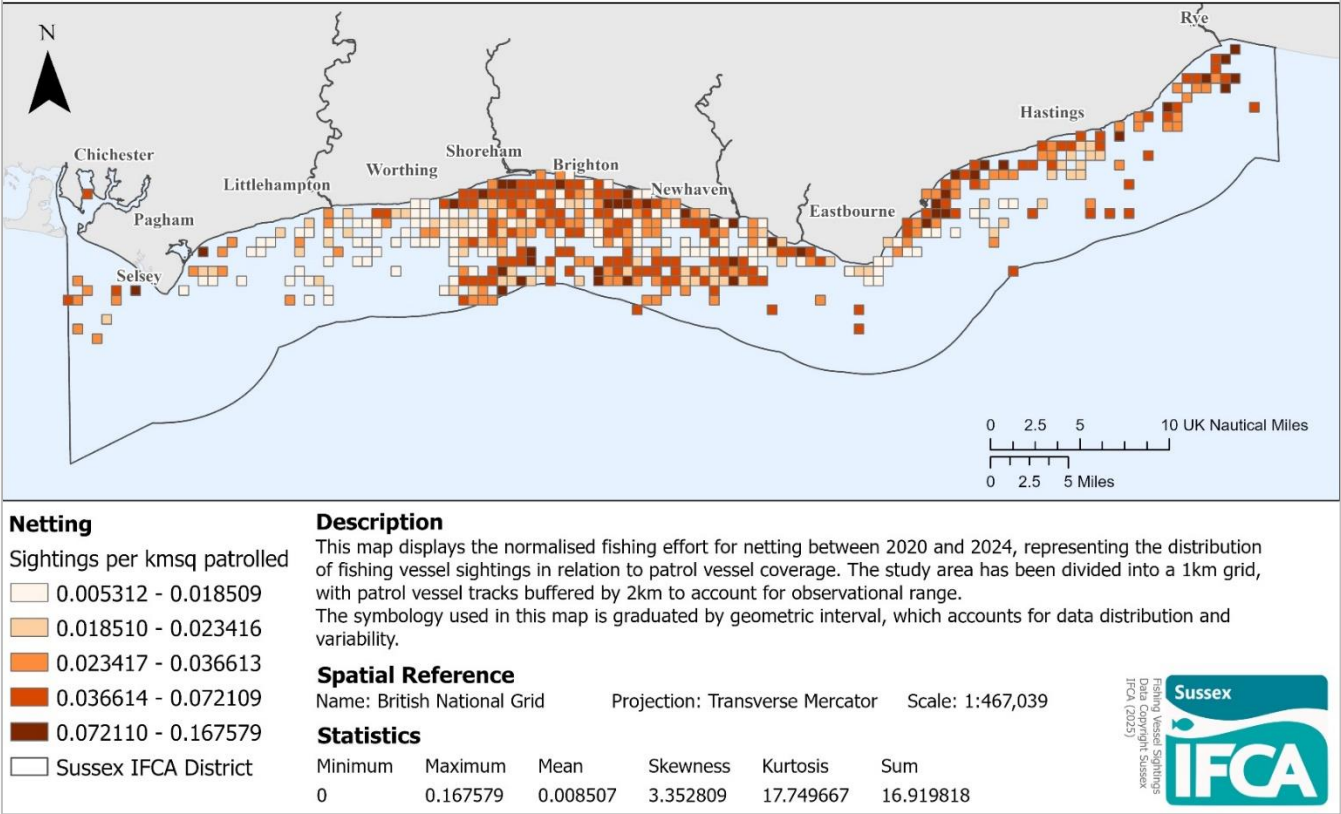 N
Rye
Hastings
Chichester
Shoreham
Brighton
Worthing
Littlehampton
Newhaven
Pagham
Eastbourne
Selsey
0 2.5 5 10 UK Nautical Miles
0 2.5 5 Miles
Netting
Sightings per kmsq patrolled
0.005312 - 0.018509
0.018510 - 0.023416
0.023417 - 0.036613
0.036614 - 0.072109
0.072110 - 0.167579
Sussex IFCA District
Description
This map displays the normalised fishing effort for netting between 2020 and 2024, representing the distribution
of fishing vessel sightings in relation to patrol vessel coverage. The study area has been divided into a 1km grid,
with patrol vessel tracks buffered by 2km to account for observational range.
The symbology used in this map is graduated by geometric interval, which accounts for data distribution and
variability.
Spatial Reference
Name: British National Grid Projection: Transverse Mercator Scale: 1:467,039
Statistics
Minimum Maximum Mean Skewness Kurtosis Sum
0 0.167579 0.008507 3.352809 17.749667 16.919818
Fishing Vessel Sightings
Data Copyright Sussex
IFCA (2025)
Sussex
IFCA